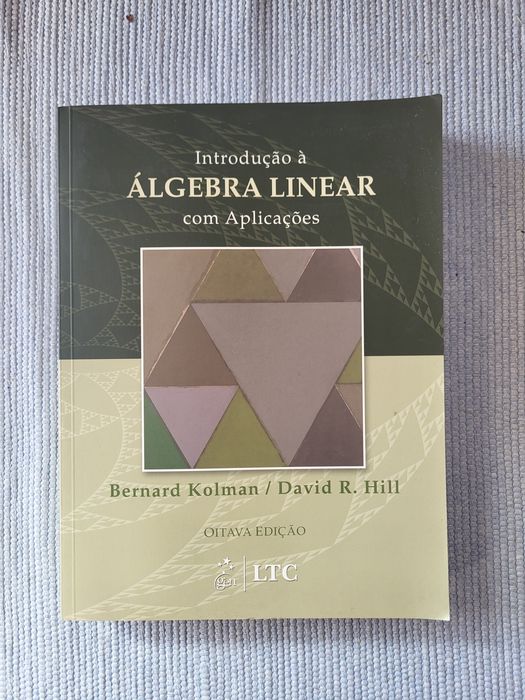 Introdução à
ÁLGEBRA LINEAR
com Aplicações
Bernard Kolman / David R. Hill
OITAVA EDIÇÃO
gen LTC